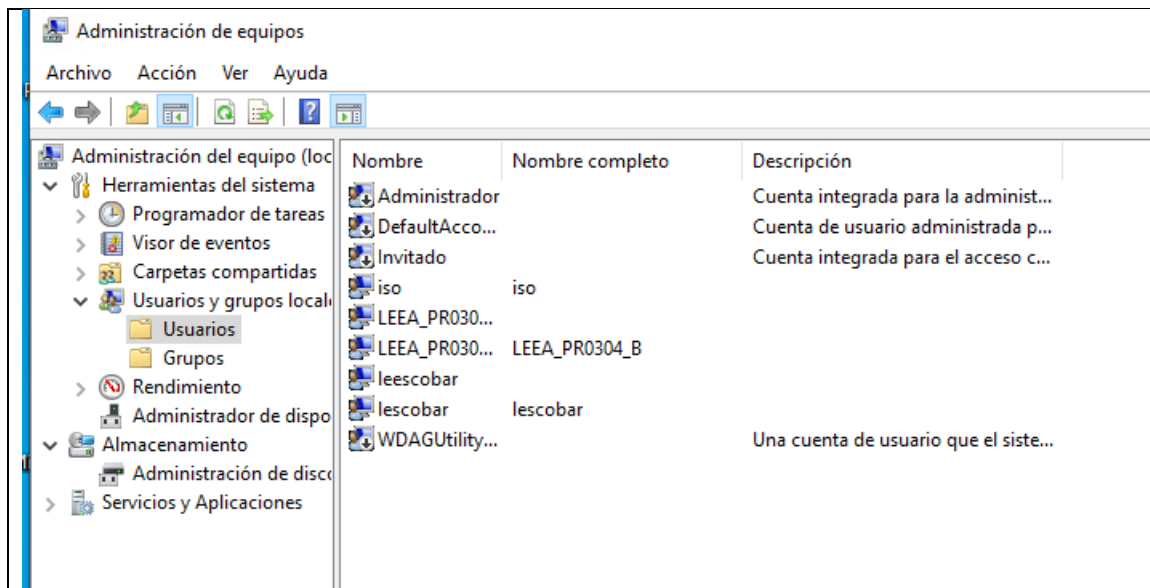 Administración de equipos
Archivo Acción Ver Ayuda
Administración del equipo (loc
Herramientas del sistema
Programador de tareas
Visor de eventos
Carpetas compartidas
Usuarios y grupos local
Usuarios
Grupos
Rendimiento
Administrador de dispo
Almacenamiento
Administración de disc
Servicios y Aplicaciones
Nombre Nombre completo Descripción
Administrador Cuenta integrada para la administ...
DefaultAcco... Cuenta de usuario administrada p...
Invitado Cuenta integrada para el acceso c...
iso iso
LEEA_PR030...
LEEA_PR030... LEEA_PR0304_B
leescobar
lescobar lescobar
WDAGUtility... Una cuenta de usuario que el siste...